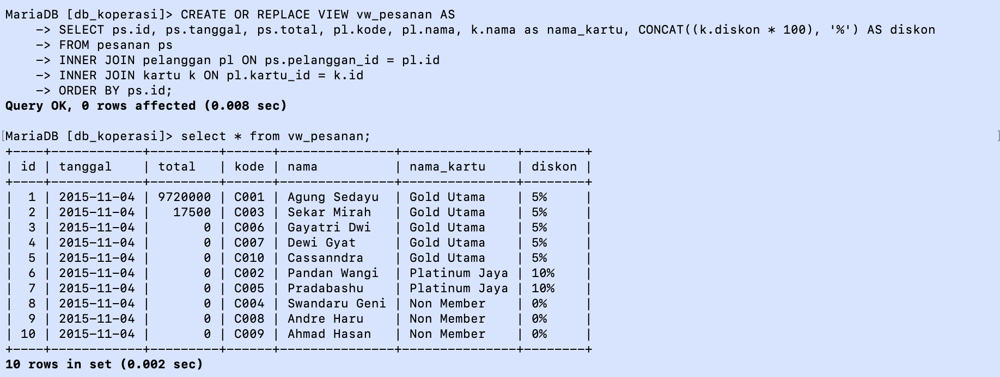 MariaDB [db_koperasi]> CREATE OR REPLACE VIEW vw_pesanan AS
    -> SELECT ps.id, ps.tanggal, ps.total, pl.kode, pl.nama, k.nama as nama_kartu, CONCAT((k.diskon * 100), '%') AS diskon
    -> FROM pesanan ps
    -> INNER JOIN pelanggan pl ON ps.pelanggan_id = pl.id
    -> INNER JOIN kartu k ON pl.kartu_id = k.id
    -> ORDER BY ps.id;
Query OK, 0 rows affected (0.008 sec)

[MariaDB [db_koperasi]> select * from vw_pesanan; ]
+----+------------+---------+------+---------------+---------------+--------+
| id | tanggal    | total   | kode | nama          | nama_kartu    | diskon |
+----+------------+---------+------+---------------+---------------+--------+
|  1 | 2015-11-04 | 9720000 | C001 | Agung Sedayu  | Gold Utama    | 5%     |
|  2 | 2015-11-04 |   17500 | C003 | Sekar Mirah   | Gold Utama    | 5%     |
|  3 | 2015-11-04 |       0 | C006 | Gayatri Dwi   | Gold Utama    | 5%     |
|  4 | 2015-11-04 |       0 | C007 | Dewi Gyat     | Gold Utama    | 5%     |
|  5 | 2015-11-04 |       0 | C010 | Cassanndra    | Gold Utama    | 5%     |
|  6 | 2015-11-04 |       0 | C002 | Pandan Wangi  | Platinum Jaya | 10%    |
|  7 | 2015-11-04 |       0 | C005 | Pradabashu    | Platinum Jaya | 10%    |
|  8 | 2015-11-04 |       0 | C004 | Swandaru Geni | Non Member    | 0%     |
|  9 | 2015-11-04 |       0 | C008 | Andre Haru    | Non Member    | 0%     |
| 10 | 2015-11-04 |       0 | C009 | Ahmad Hasan   | Non Member    | 0%     |
+----+------------+---------+------+---------------+---------------+--------+
10 rows in set (0.002 sec)